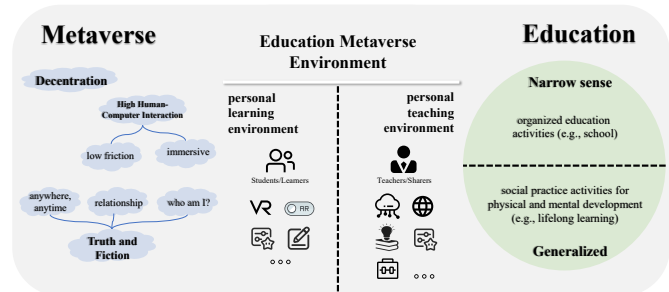 Metaverse
Decentration
High Human-
Computer Interaction
low friction
immersive
anywhere,
anytime
relationship
who am I?
Truth and
Fiction
Education Metaverse
Environment
personal
learning
environment
Students/Learners
VR
AR
personal
teaching
environment
Teachers/Sharers
Education
Narrow sense
organized education
activities (e.g., school)
social practice activities for
physical and mental development
(e.g., lifelong learning)
Generalized